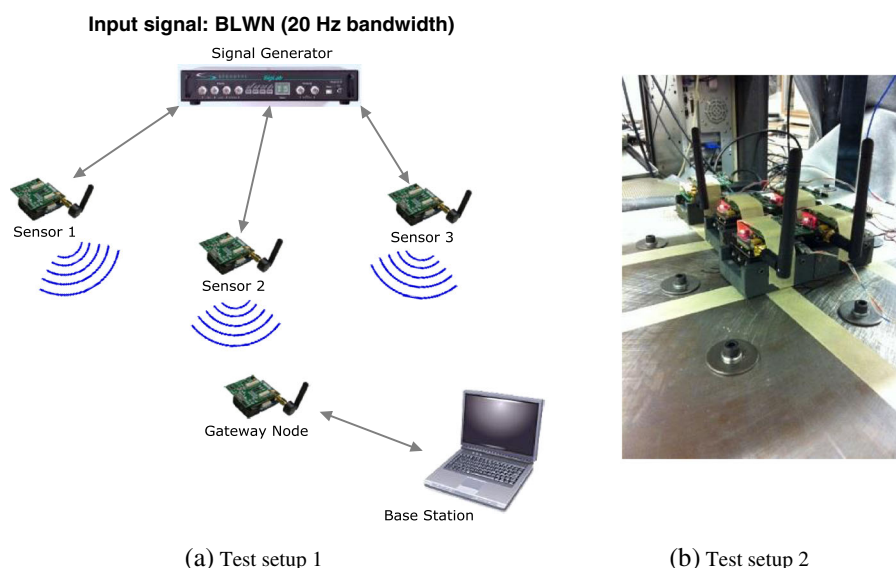 Input signal: BLWN (20 Hz bandwidth)
Signal Generator
Sensor 1
Sensor 2
Sensor 3
Gateway Node
Base Station
(a) Test setup 1
(b) Test setup 2